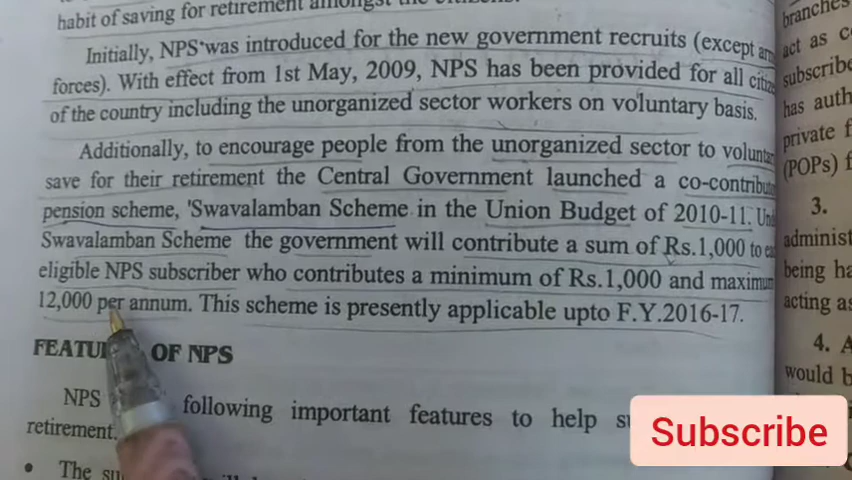 habit of saving for retirement amongst the citizens.
Initially, NPS was introduced for the new government recruits (except
forces). With effect from 1st May, 2009, NPS has been provided for all
of the country including the unorganized sector workers on voluntary basis.
Additionally, to encourage people from the unorganized sector to
save for their retirement the Central Government launched a
pension scheme, 'Swavalamban Scheme in the Union Budget of 2010-11.
Swavalamban Scheme the government will contribute a sum of Rs.1,000 to
eligible NPS subscriber who contributes a minimum of Rs.1,000 and maximum
12,000 per annum. This scheme is presently applicable upto F.Y.2016-17.
OF NPS
NPS following important features to help
retirement.
• The
branches
act as
has
private
(POPs)
3.
being
acting
4.
would
Subscribe